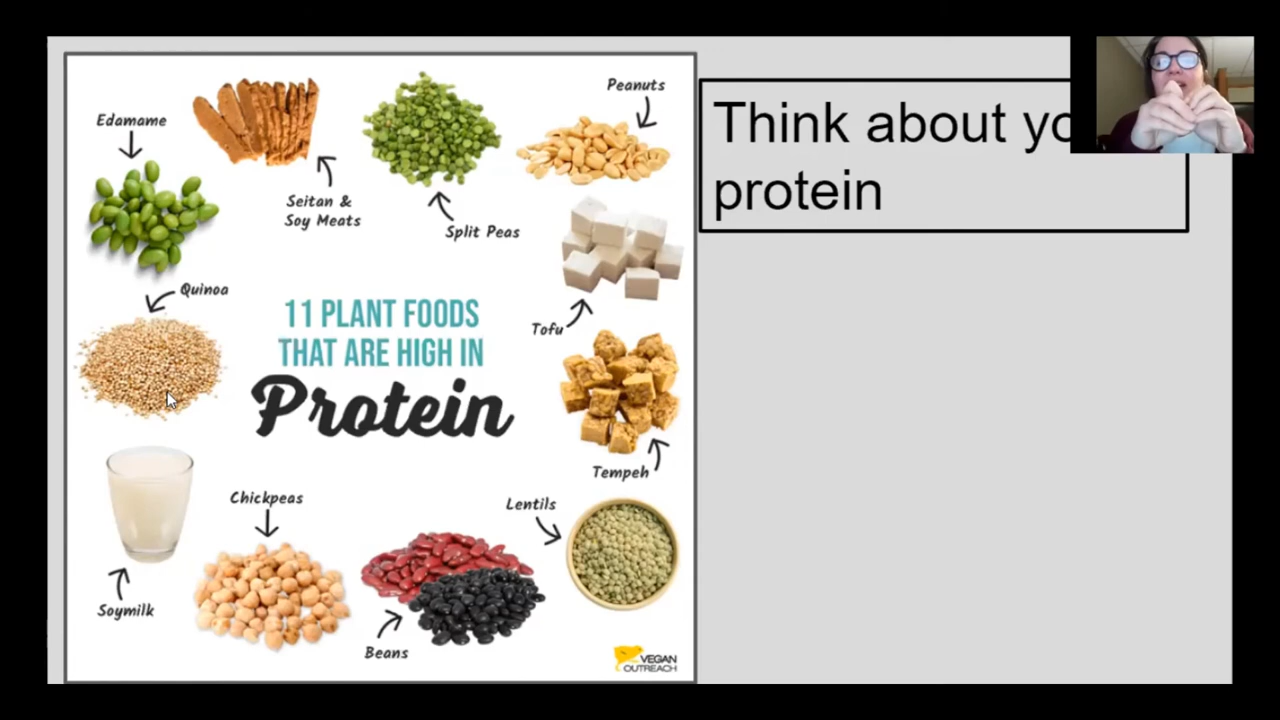 Think about
protein
Peanuts
Edamame
Seitan &
Soy Meats
Split Peas
Quinoa
Tofu
11 PLANT FOODS
THAT ARE HIGH IN
Protein
Tempeh
Chickpeas
Lentils
Soymilk
Beans
VEGAN
OUTREACH